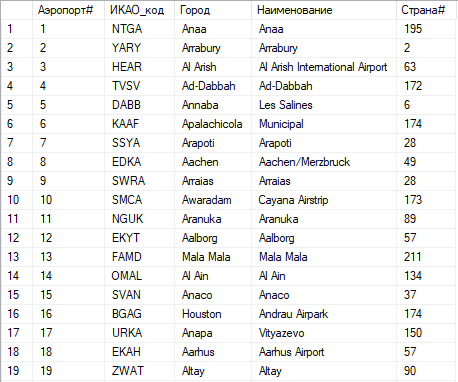 Аэропорт# ИКАО_код Город Наименование Страна#
1 1 NTGA Anaa Anaa 195
2 2 YARY Arrabury Arrabury 2
3 3 HEAR Al Arish Al Arish International Airport 63
4 4 TVSV Ad-Dabbah Ad-Dabbah 172
5 5 DABB Annaba Les Salines 6
6 6 KAAF Apalachicola Municipal 174
7 7 SSYA Arapoti Arapoti 28
8 8 EDKA Aachen Aachen/Merzbruck 49
9 9 SWRA Arraias Arraias 28
10 10 SMCA Awaradam Cayana Airstrip 173
11 11 NGUK Aranuka Aranuka 89
12 12 EKYT Aalborg Aalborg 57
13 13 FAMD Mala Mala Mala Mala 211
14 14 OMAL Al Ain Al Ain 134
15 15 SVAN Anaco Anaco 37
16 16 BGAG Houston Andrau Airpark 174
17 17 URKA Anapa Vityazevo 150
18 18 EKAH Aarhus Aarhus Airport 57
19 19 ZWAT Altay Altay 90